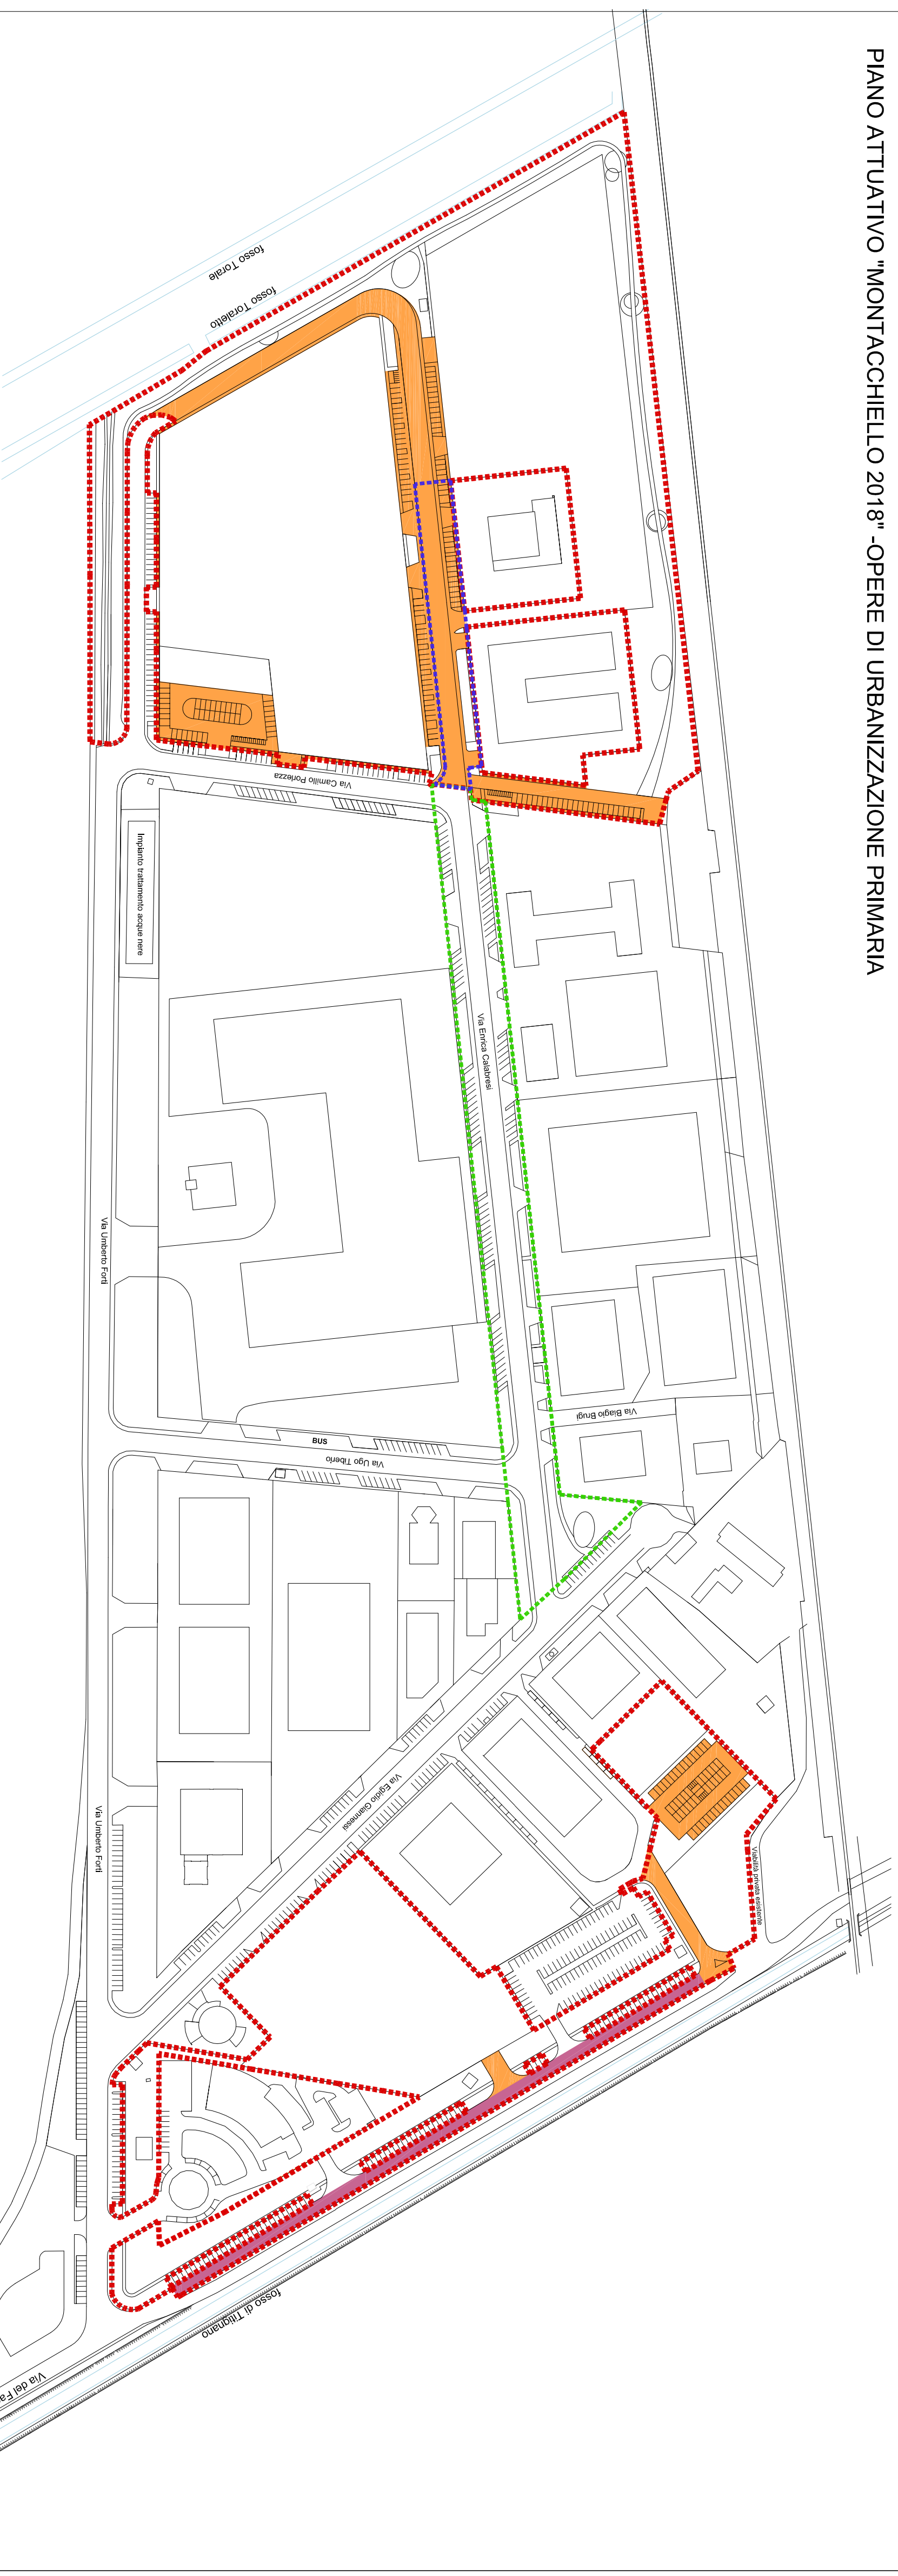 PIANO ATTUATIVO "MONTACCHIELLO 2018" -OPERE DI URBANIZZAZIONE PRIMARIA
fosso Torale
fosso Toraletto
Via Camillo Porlezza
Impianto trattamento acque nere
Via Enrica Calabresi
Via Umberto Forti
Via Biagio Brugi
BUS
Via Ugo Tiberio
Via Egidio Giannessi
Via Umberto Forti
Viabilità privata esistente
fosso di Titignano
Via del Fa